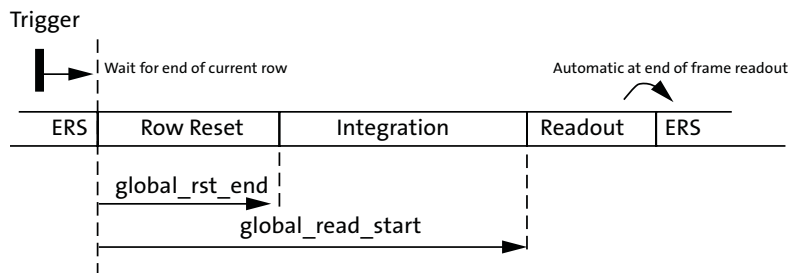 Trigger
Wait for end of current row
Automatic at end of frame readout
ERS Row Reset Integration Readout ERS
global_rst_end
global_read_start